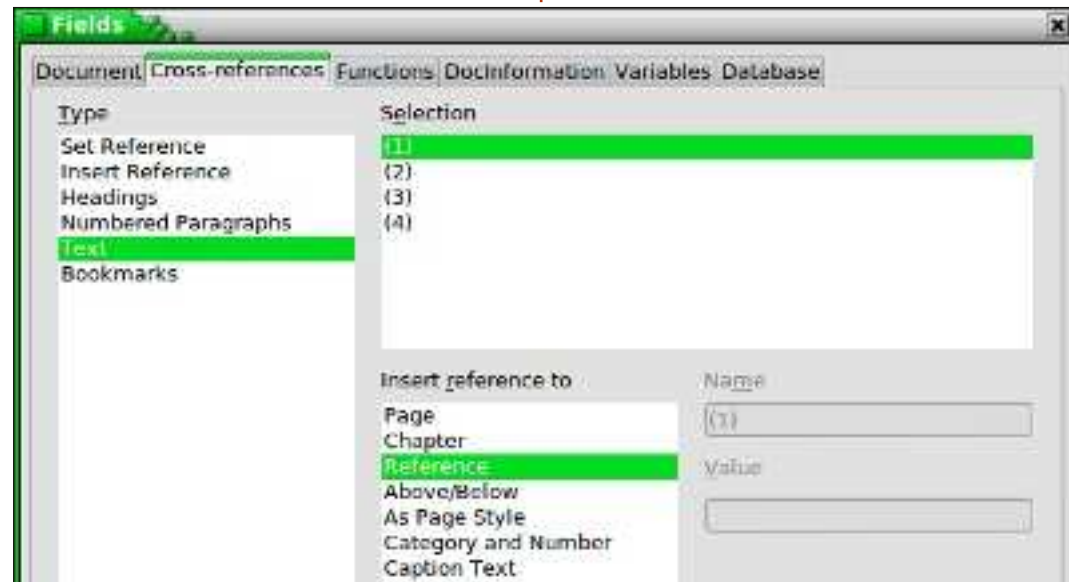 Fields
Document Cross-references Functions DocInformation Variables Database
Type
Set Reference
Insert Reference
Headings
Numbered Paragraphs
Text
Bookmarks
Selection
(1)
(2)
(3)
(4)
Insert reference to
Page
Chapter
Reference
Above/Below
As Page Style
Category and Number
Caption Text
Name
(1)
Value